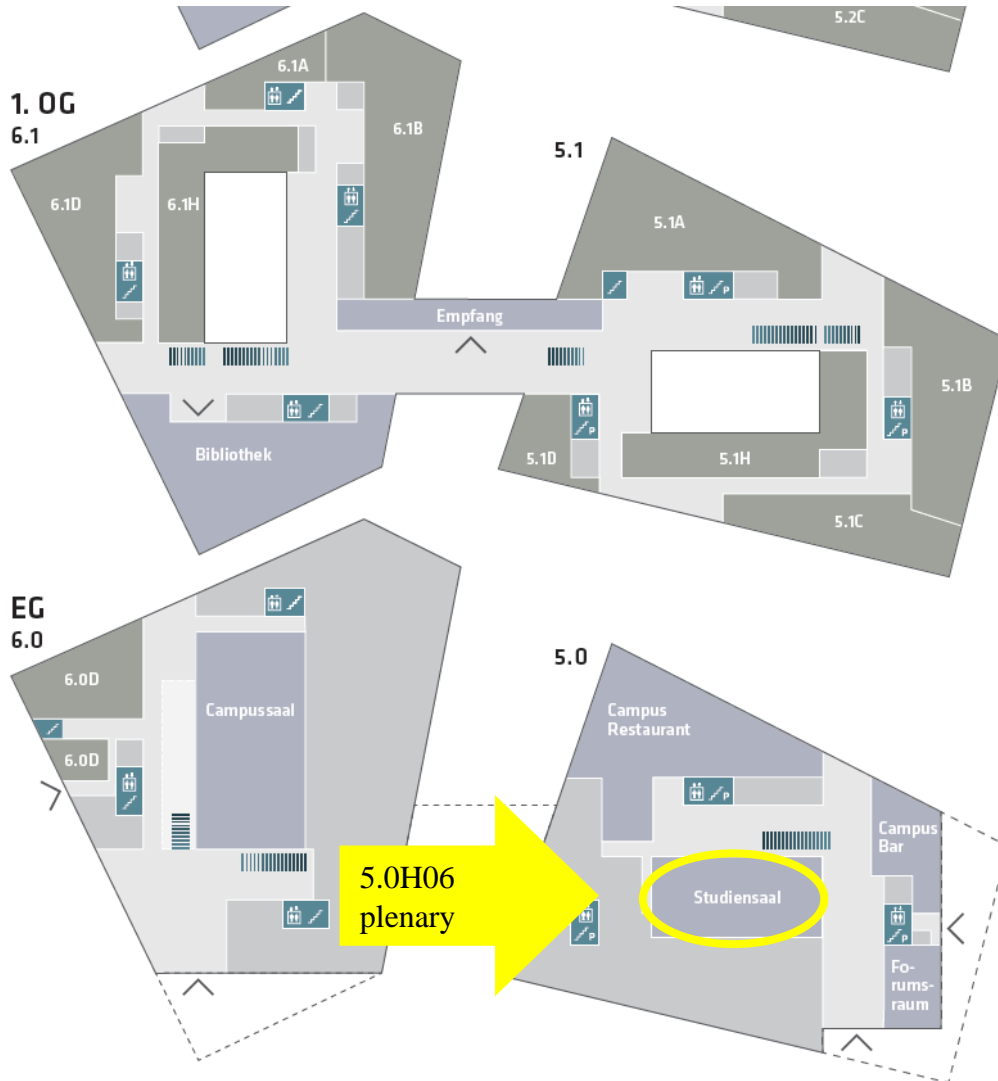 5.2C
1. OG
6.1
6.1A
6.1B
6.1D
6.1H
5.1
5.1A
Empfang
5.1B
Bibliothek
5.1D
5.1H
5.1C
P
P
P
EG
6.0
5.0
6.0D
Campussaal
Campus
Restaurant
6.0D
P
Campus
Bar
5.0H06
plenary
Studiensaal
P
P
Fo-
rums-
raum